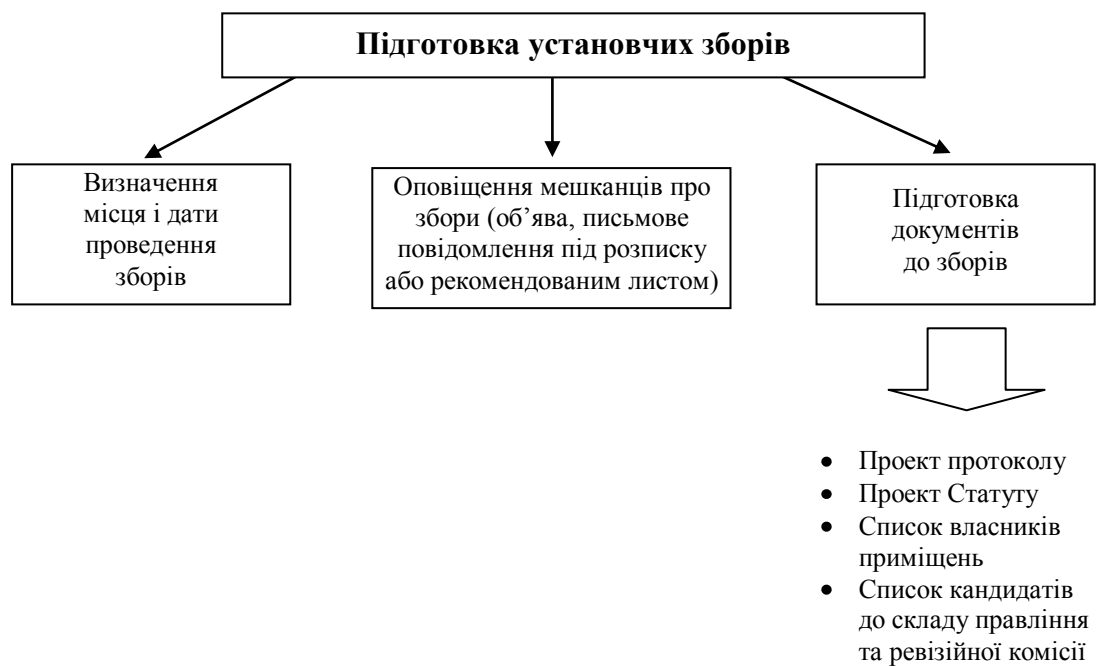 Підготовка установчих зборів
Визначення
місця і дати
проведення
зборів
Оповіщення мешканців про
збори (об’ява, письмове
повідомлення під розписку
або рекомендованим листом)
Підготовка
документів
до зборів
• Проект протоколу
• Проект Статуту
• Список власників
приміщень
• Список кандидатів
до складу правління
та ревізійної комісії